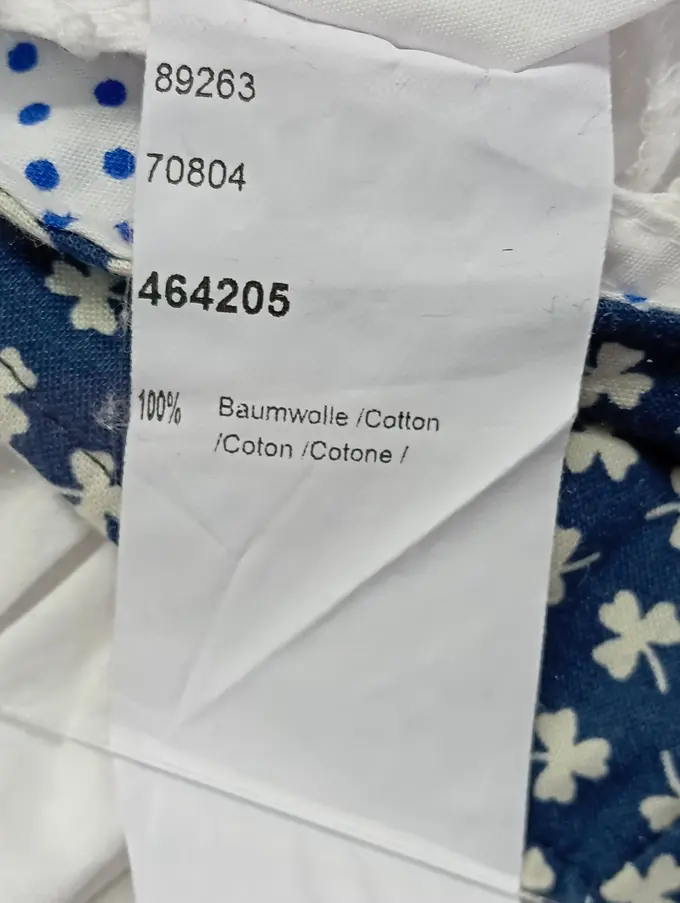 89263
70804
464205
100% Baumwolle /Cotton
/Coton /Cotone /